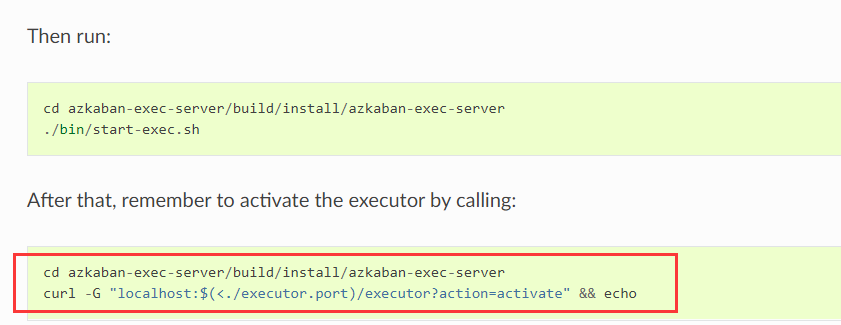 Then run:
cd azkaban-exec-server/build/install/azkaban-exec-server
./bin/start-exec.sh
After that, remember to activate the executor by calling:
cd azkaban-exec-server/build/install/azkaban-exec-server
curl -G "localhost:$(<./executor.port)/executor?action=activate" && echo